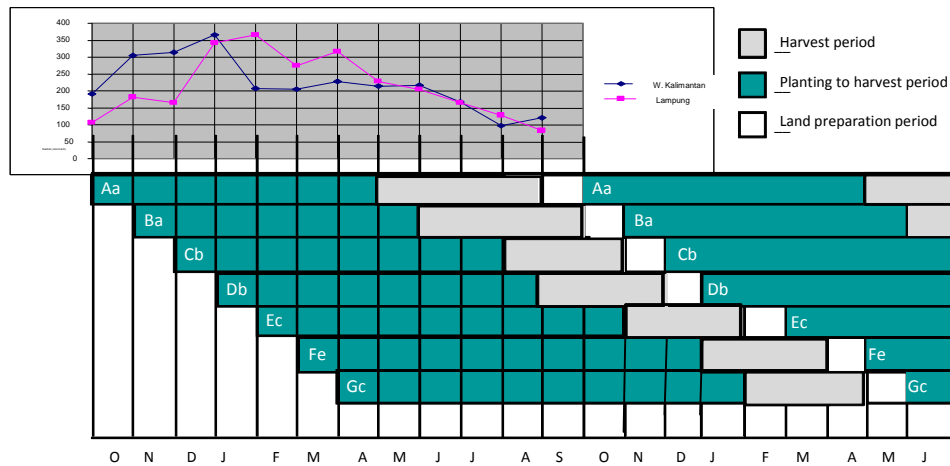 400
350
300
250
200
150
100
50
0
W. Kalimantan
Lampung
Harvest period
Planting to harvest period
Land preparation period
Aa Aa
Ba Ba
Cb Cb
Db Db
Ec Ec
Fe Fe
Gc Gc
O N D J F M A M J J A S O N D J F M A M J